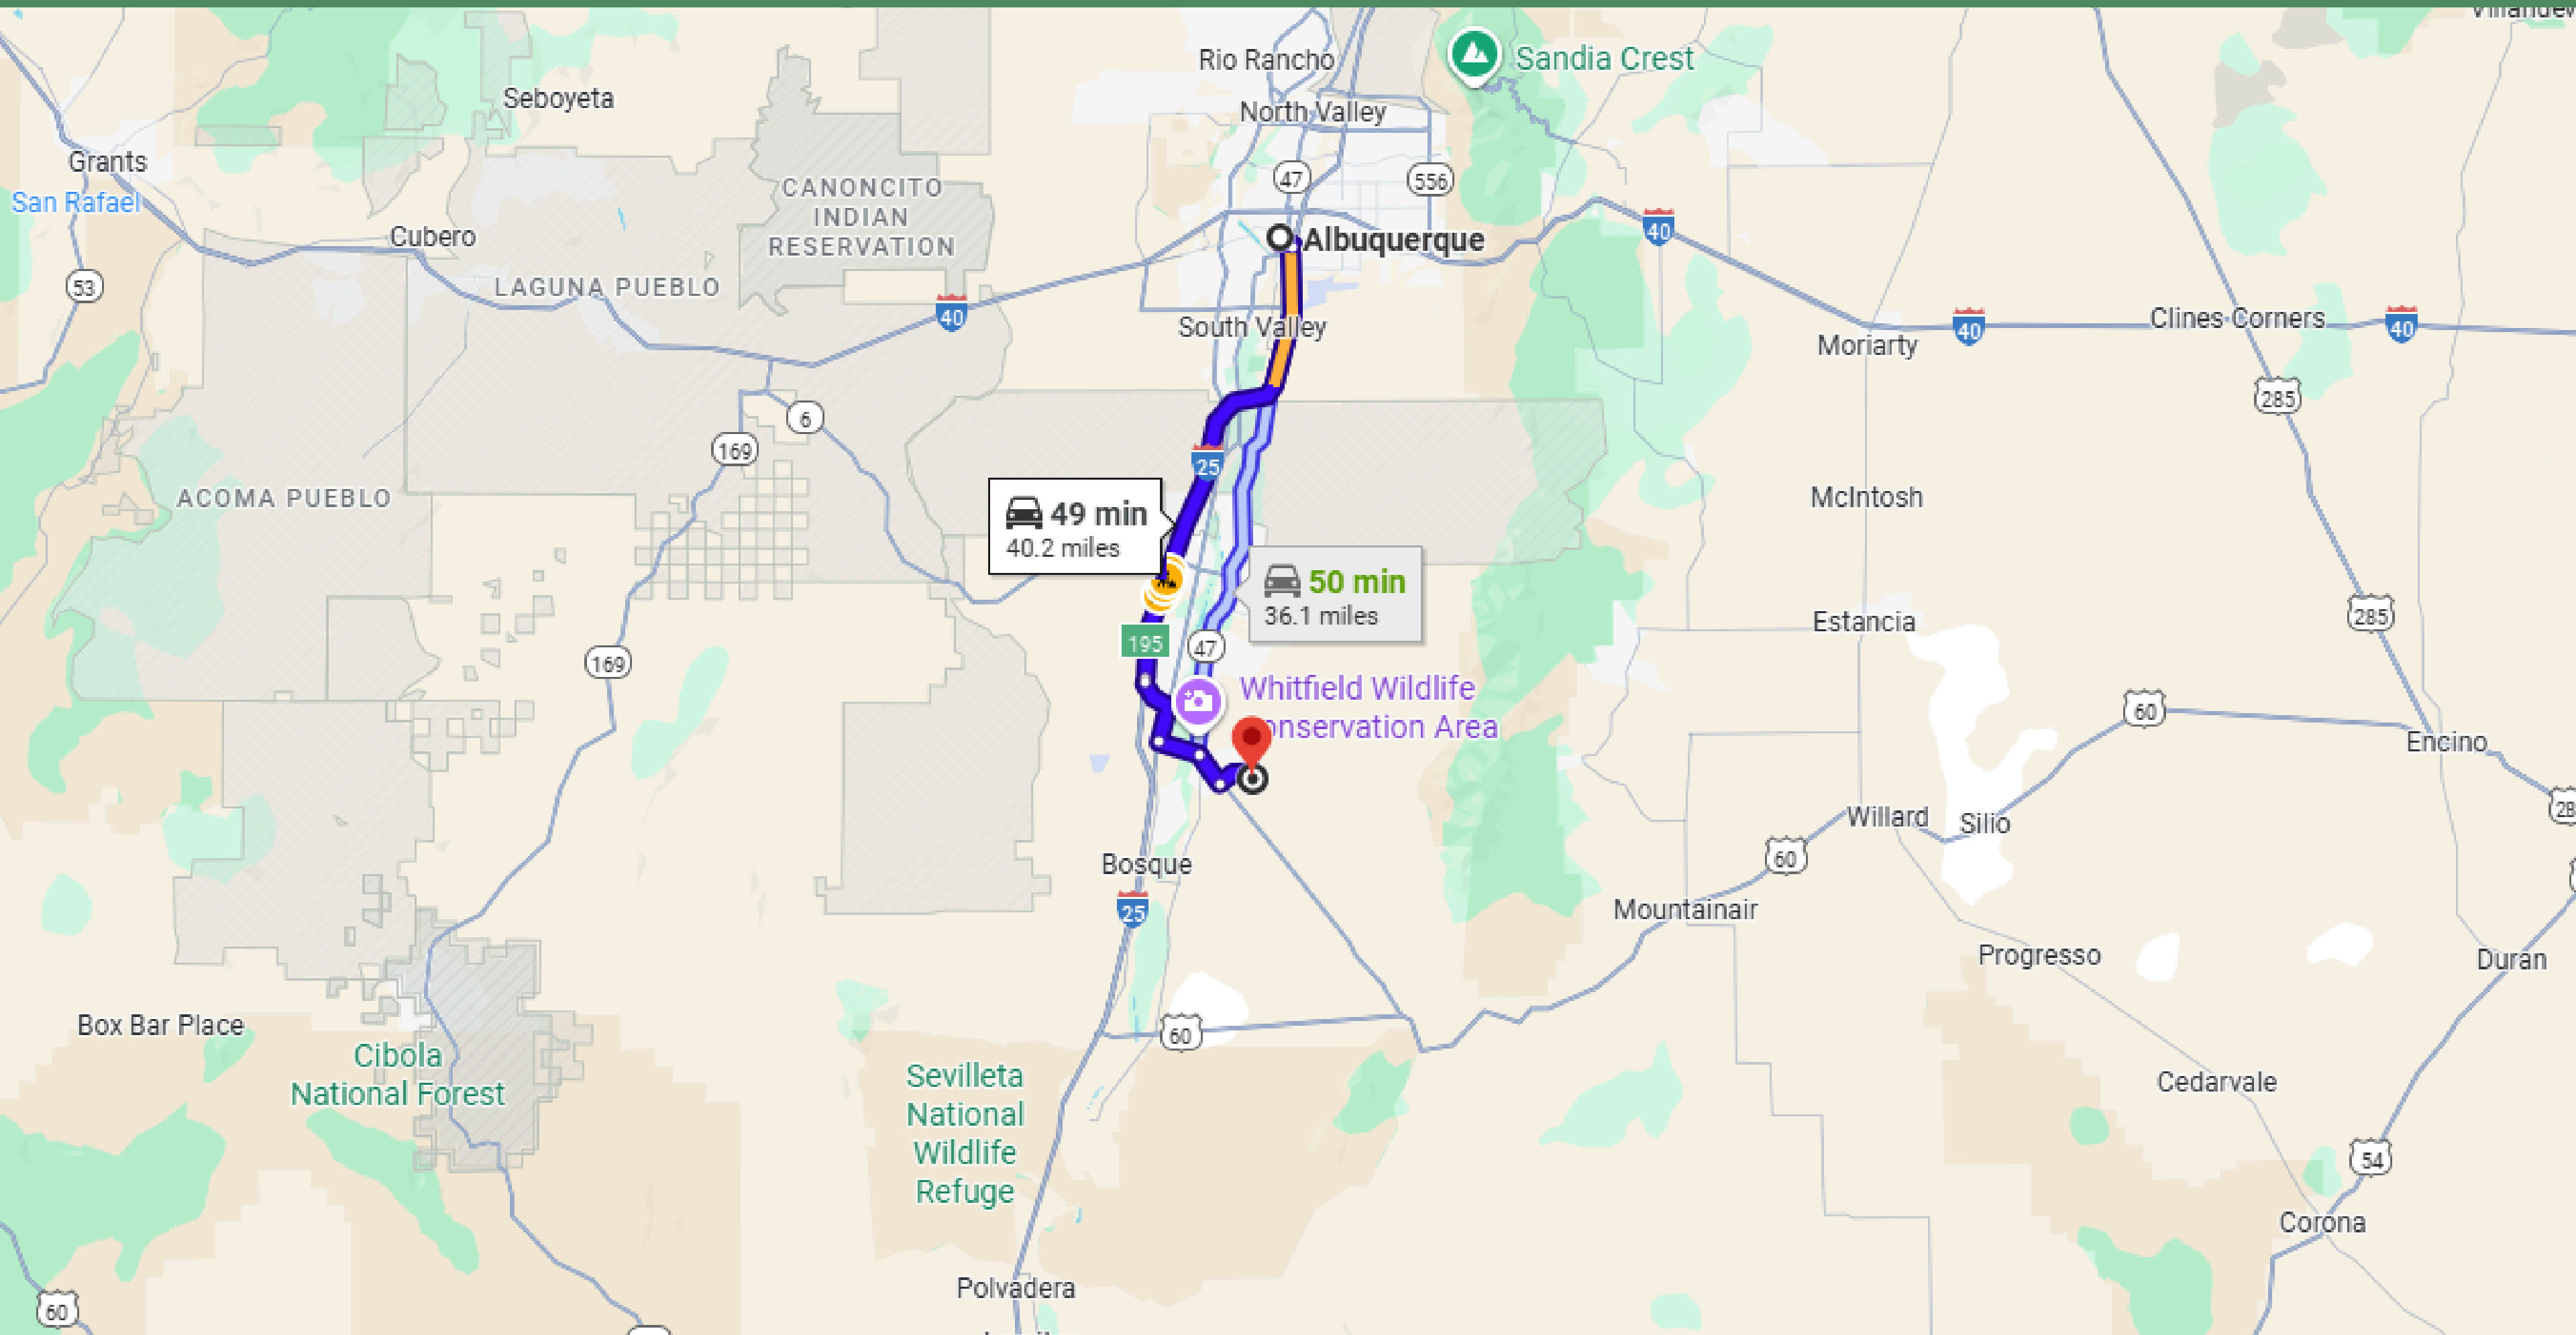 Rio Rancho
Sandia Crest
Seboyeta
North Valley
Grants
47
556
CANONCITO
INDIAN
RESERVATION
San Rafael
Cubero
40
Albuquerque
53
LAGUNA PUEBLO
40
South Valley
Clines Corners
40
40
Moriarty
285
6
169
25
ACOMA PUEBLO
McIntosh
49 min
40.2 miles
50 min
36.1 miles
285
Estancia
195
47
169
Whitfield Wildlife
onservation Area
60
Encino
Willard
Silio
60
Bosque
25
Mountainair
Progresso
Duran
Box Bar Place
60
Cibola
National Forest
Sevilleta
National
Wildlife
Refuge
Cedarvale
54
Corona
Polvadera
60